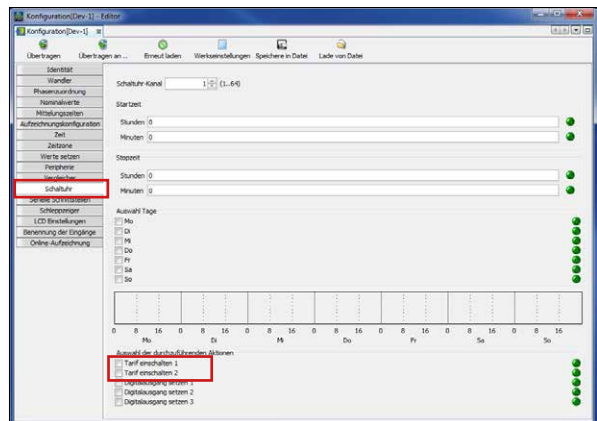 Konfiguration[Dev-1] - Editor
Konfiguration[Dev-1]
Übertragen Übertragen an ... Erneut laden Werkseinstellungen Speichere in Datei Lade von Datei
Identität
Wandler
Phasenzuordnung
Nominalwerte
Mittelungszeiten
Aufzeichnungskonfiguration
Zeit
Zeitzone
Werte setzen
Peripherie
Vergleicher
Schaltuhr
Serielle Schnittstellen
Schleppzeiger
LCD Einstellungen
Benennung der Eingänge
Online-Aufzeichnung
Schaltuhr-Kanal 1 (1..64)
Startzeit
Stunden 0
Minuten 0
Stopzeit
Stunden 0
Minuten 0
Auswahl Tage
Mo
Di
Mi
Do
Fr
Sa
So
0 8 16 0 8 16 0 8 16 0 8 16 0 8 16 0 8 16 0 8 16
Mo Di Mi Do Fr Sa So
Auswahl der durchzuführenden Aktionen
Tarif einschalten 1
Tarif einschalten 2
Digitalausgang setzen 1
Digitalausgang setzen 2
Digitalausgang setzen 3